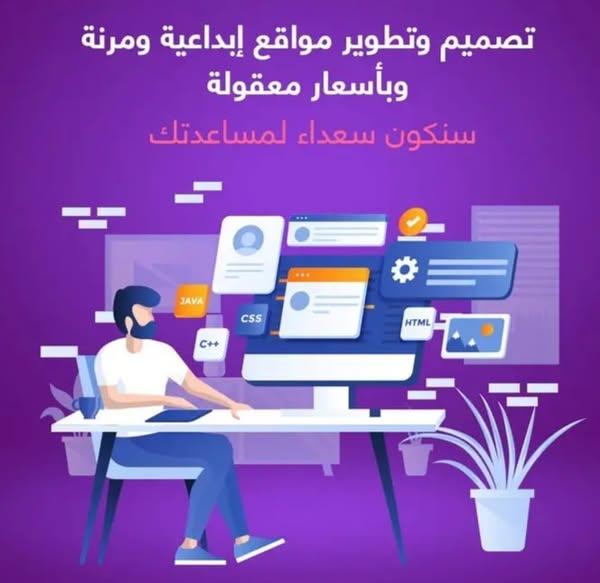 تصميم وتطوير مواقع إبداعية ومرنة
وبأسعار معقولة
سنكون سعداء لمساعدتك
JAVA
CSS
C++
HTML